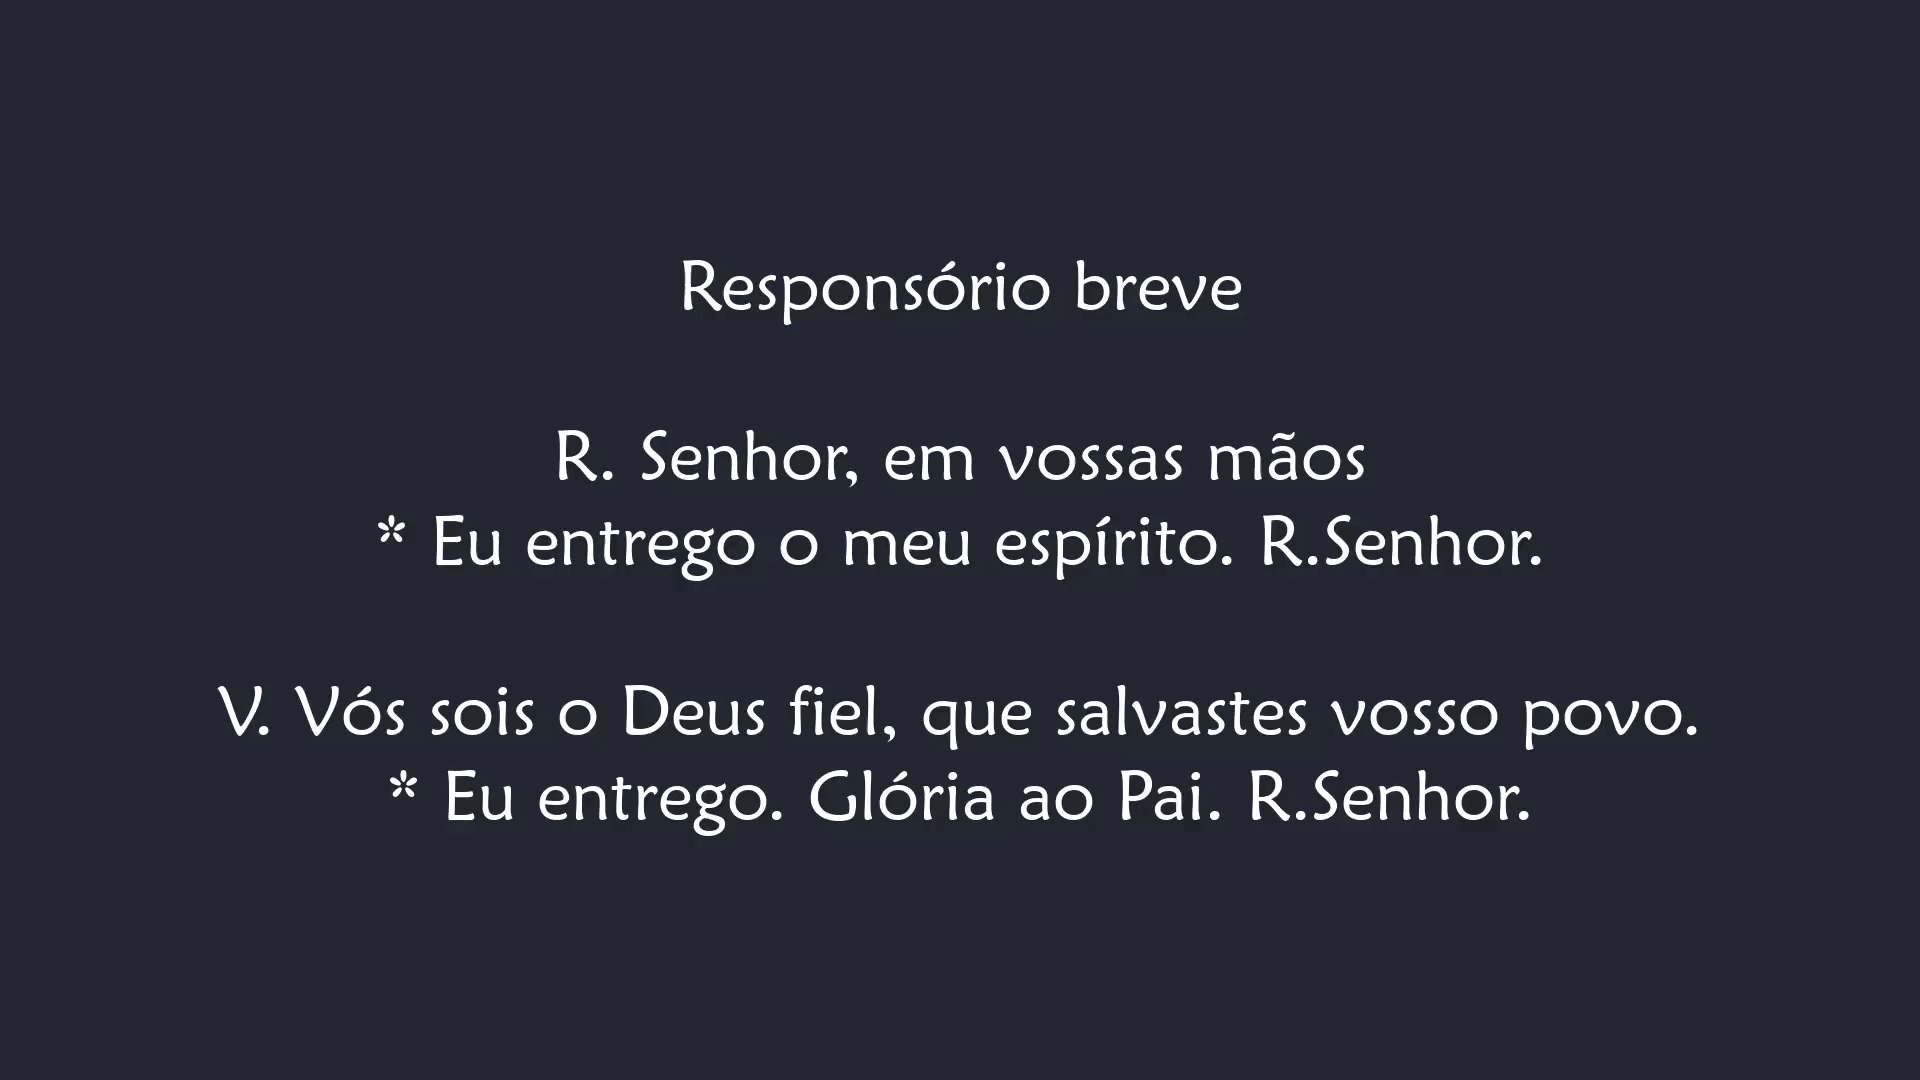 Responsório breve
R. Senhor, em vossas mãos
* Eu entrego o meu espírito. R.Senhor.
V. Vós sois o Deus fiel, que salvastes vosso povo.
* Eu entrego. Glória ao Pai. R.Senhor.